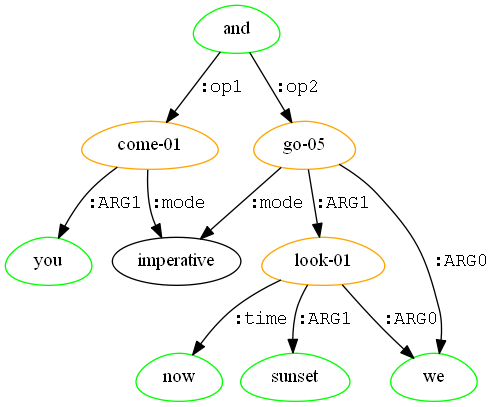 and
:op1 :op2
come-01 go-05
:ARG1 :mode :mode :ARG1 :ARG0
you imperative look-01
:time :ARG1 :ARG0
now sunset we